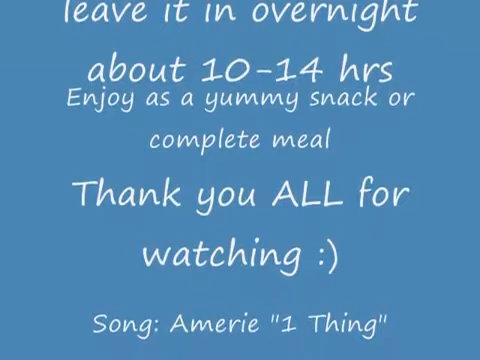 leave it in overnight
about 10-14 hrs
Enjoy as a yummy snack or
complete meal
Thank you ALL for
watching :)
Song: Amerie "1 Thing"